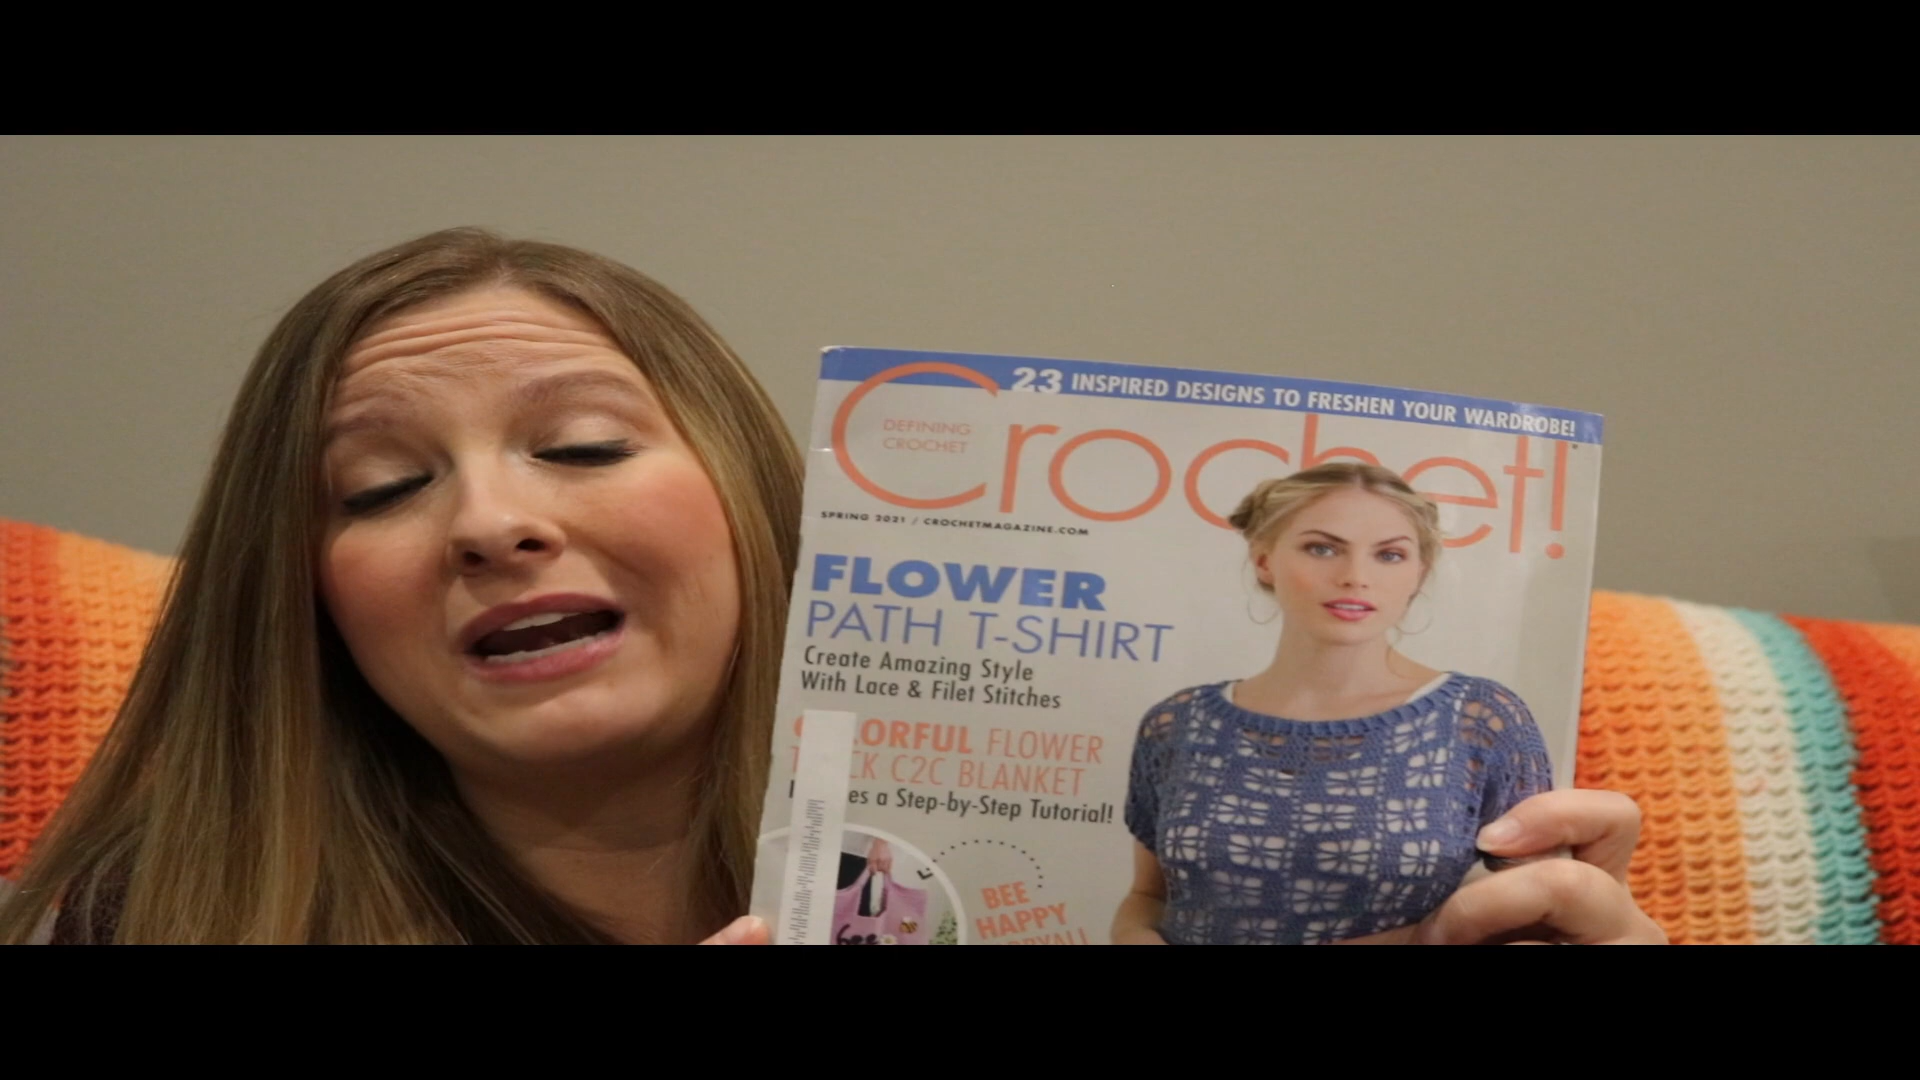 23 INSPIRED DESIGNS TO FRESHEN YOUR WARDROBE!
Crochet!
DEFINING
CROCHET
SPRING 2021 / CROCHETMAGAZINE.COM
FLOWER
PATH T-SHIRT
Create Amazing Style
With Lace & Filet Stitches
FLOWER
C2C BLANKET
a Step-by-Step Tutorial!
BEE
HAPPY
bee